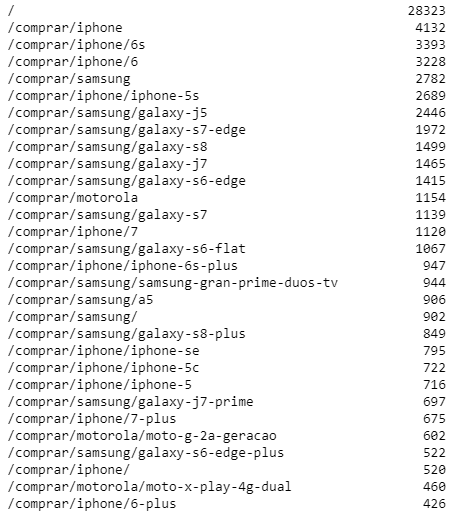 / 28323
/comprar/iphone 4132
/comprar/iphone/6s 3393
/comprar/iphone/6 3228
/comprar/samsung 2782
/comprar/iphone/iphone-5s 2689
/comprar/samsung/galaxy-j5 2446
/comprar/samsung/galaxy-s7-edge 1972
/comprar/samsung/galaxy-s8 1499
/comprar/samsung/galaxy-j7 1465
/comprar/samsung/galaxy-s6-edge 1415
/comprar/motorola 1154
/comprar/samsung/galaxy-s7 1139
/comprar/iphone/7 1120
/comprar/samsung/galaxy-s6-flat 1067
/comprar/iphone/iphone-6s-plus 947
/comprar/samsung/samsung-gran-prime-duos-tv 944
/comprar/samsung/a5 906
/comprar/samsung/ 902
/comprar/samsung/galaxy-s8-plus 849
/comprar/iphone/iphone-se 795
/comprar/iphone/iphone-5c 722
/comprar/iphone/iphone-5 716
/comprar/samsung/galaxy-j7-prime 697
/comprar/iphone/7-plus 675
/comprar/motorola/moto-g-2a-geracao 602
/comprar/samsung/galaxy-s6-edge-plus 522
/comprar/iphone/ 520
/comprar/motorola/moto-x-play-4g-dual 460
/comprar/iphone/6-plus 426